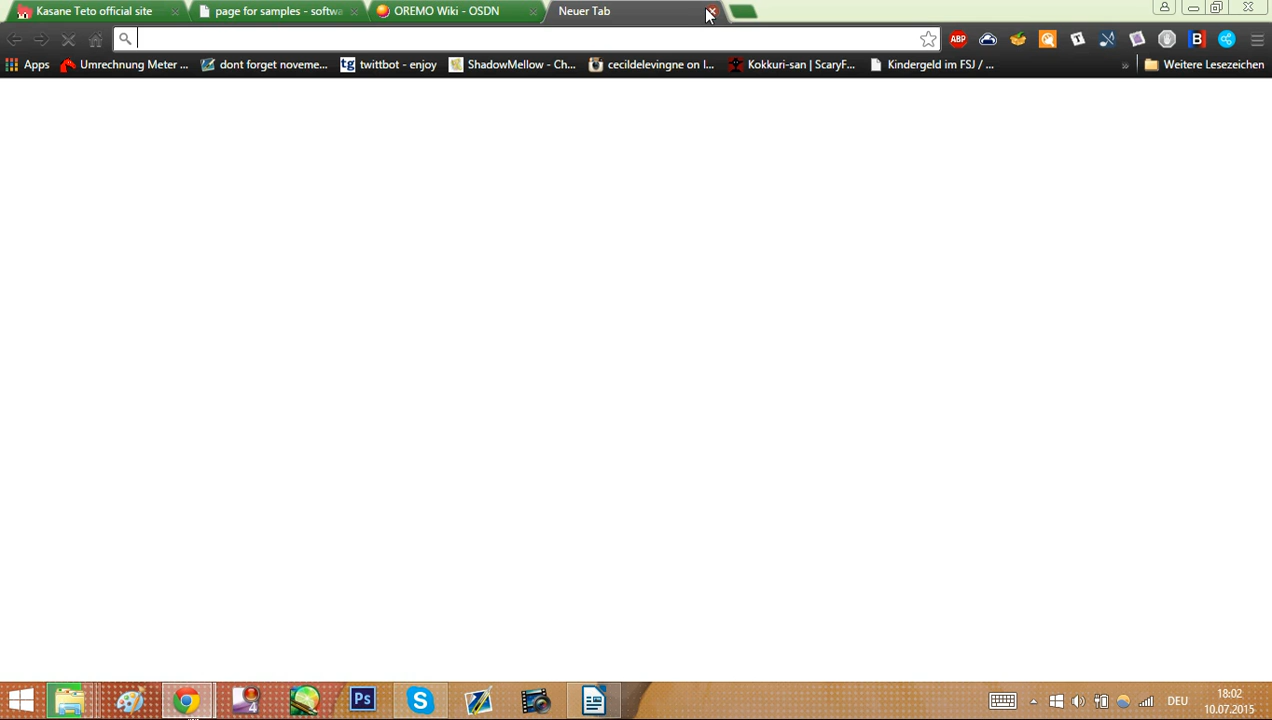 Kasane Teto official site
page for samples - softwa
OREMO Wiki - OSDN
Neuer Tab
ABP
B
Apps
Umrechnung Meter ...
dont forget noveme...
tg twittbot - enjoy
ShadowMellow - Ch...
cecildelevingne on I...
Kokkuri-san | ScaryF...
Kindergeld im FSJ / ...
» Weitere Lesezeichen
4
Ps
S
DEU
18:02
10.07.2015